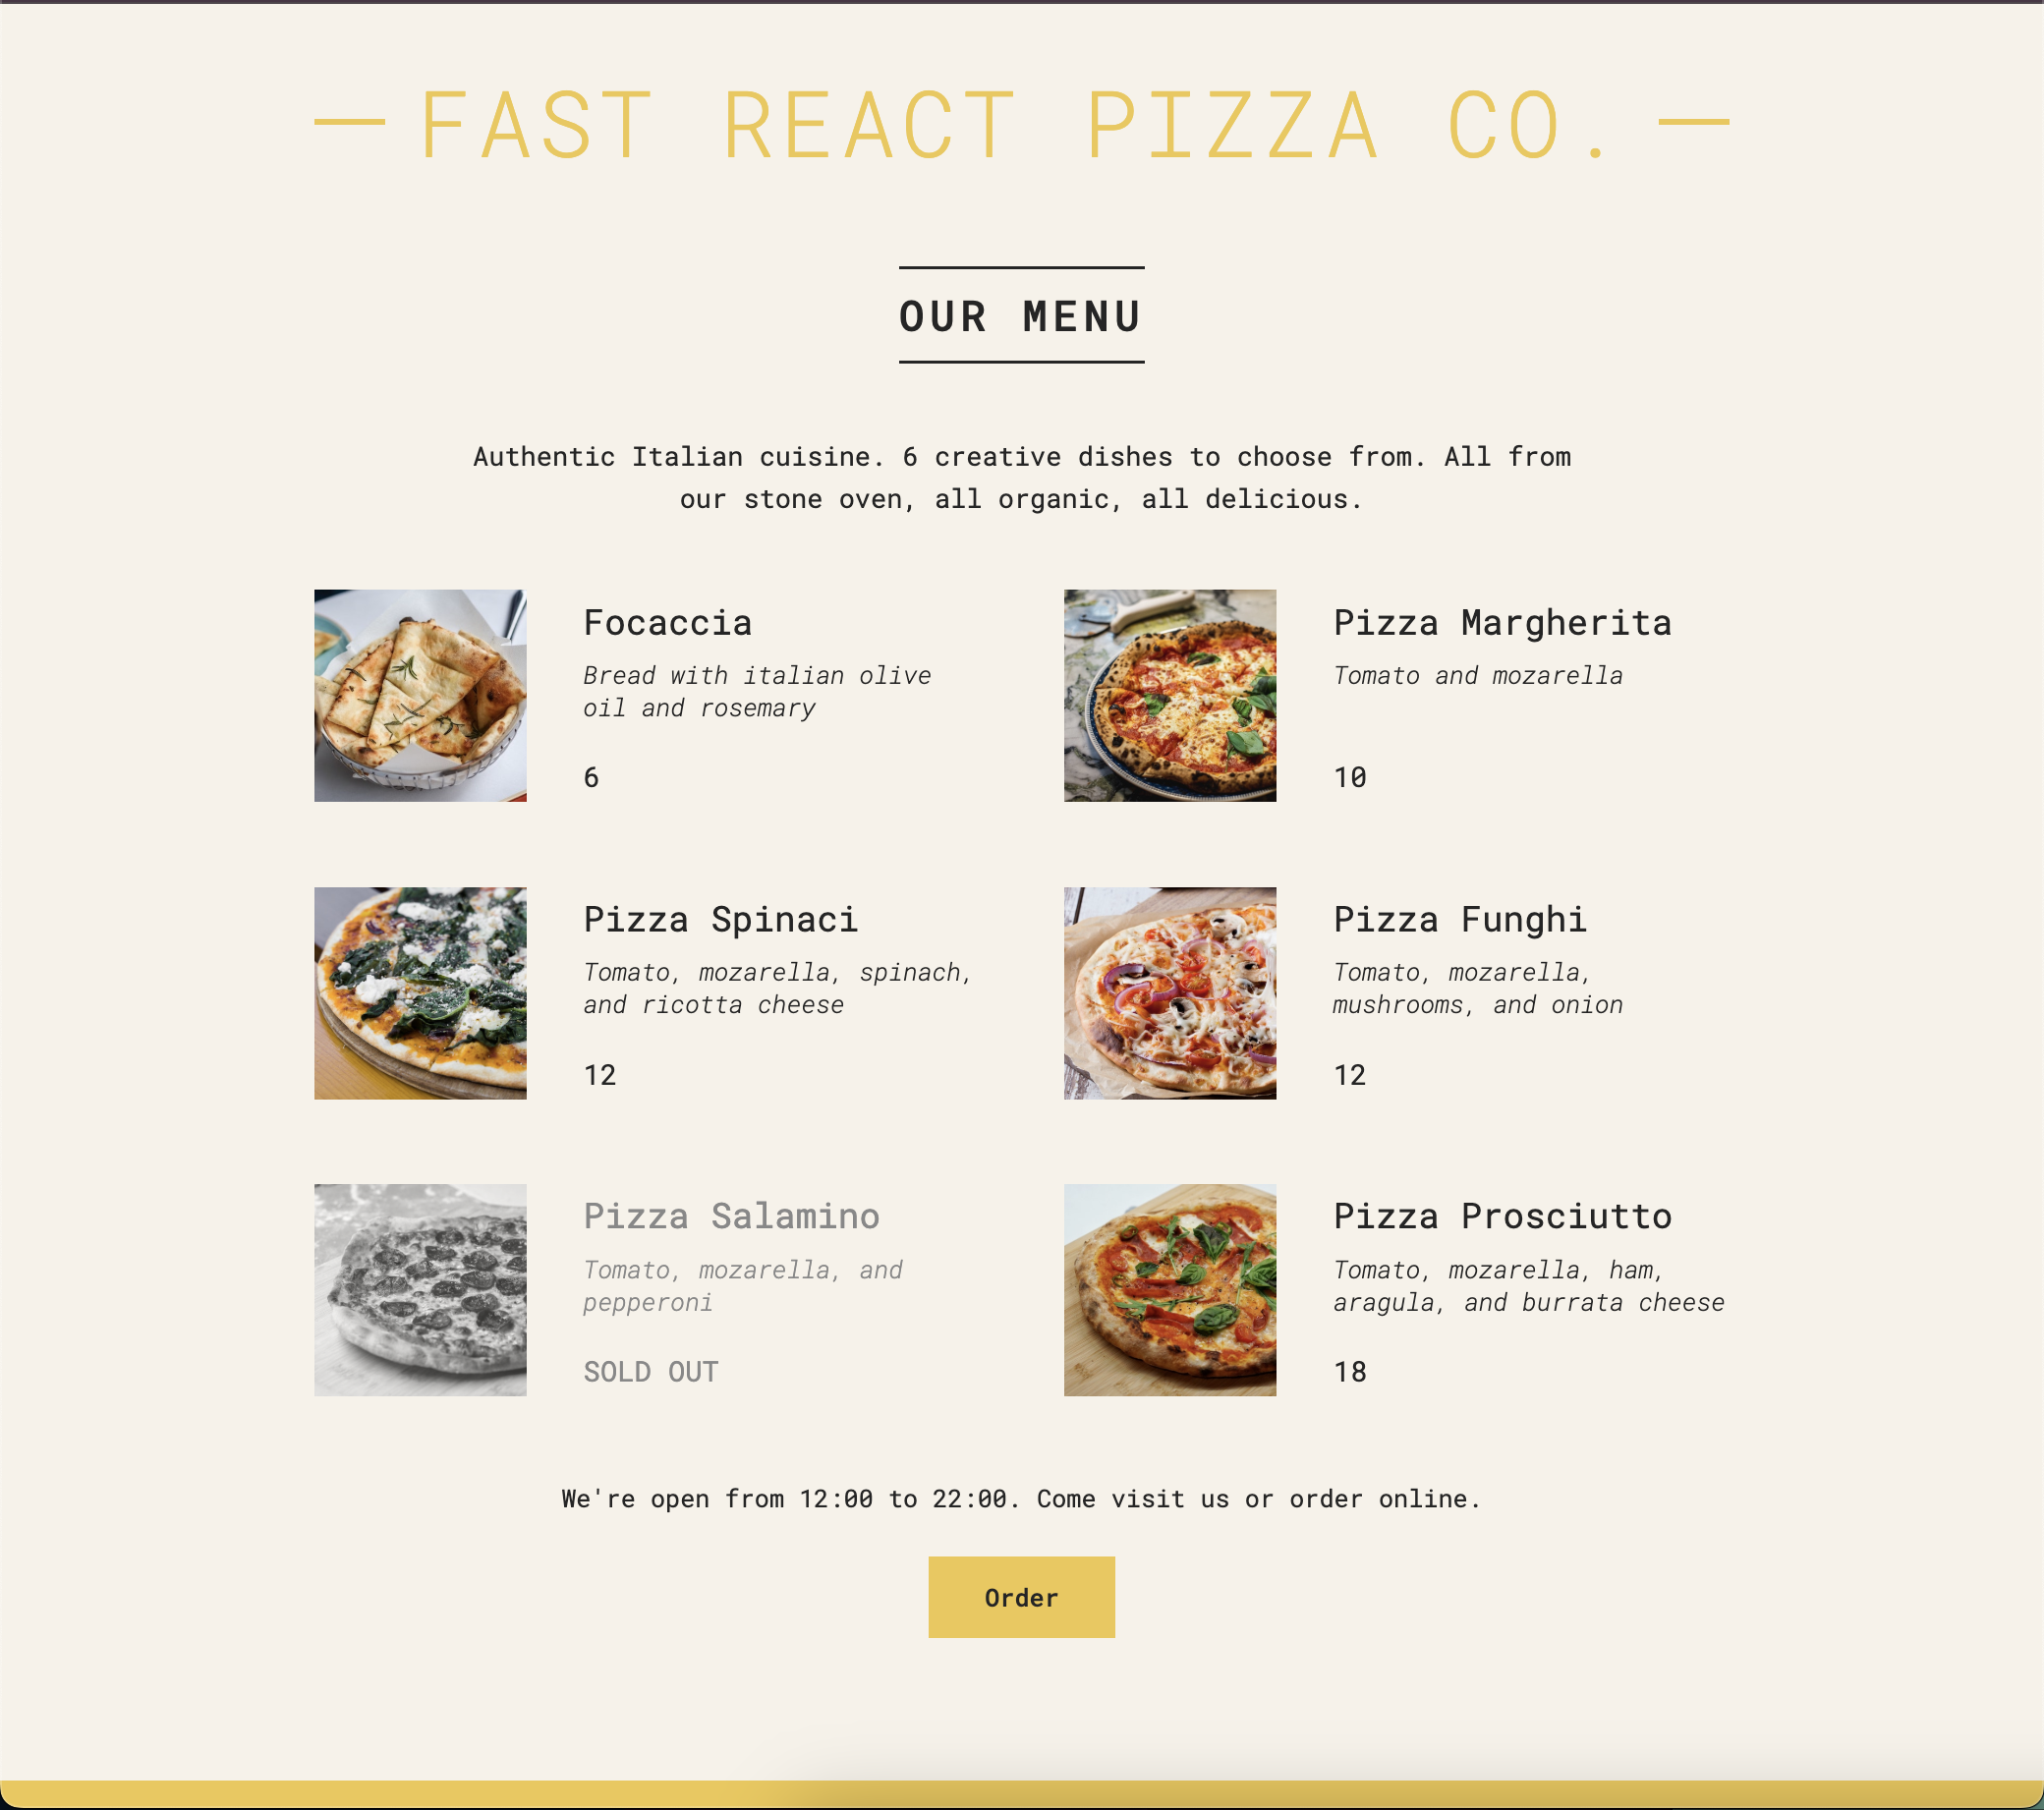 FAST REACT PIZZA CO.
OUR MENU
Authentic Italian cuisine. 6 creative dishes to choose from. All from
our stone oven, all organic, all delicious.
Focaccia
Bread with italian olive
oil and rosemary
6
Pizza Margherita
Tomato and mozarella
10
Pizza Spinaci
Tomato, mozarella, spinach,
and ricotta cheese
12
Pizza Funghi
Tomato, mozarella,
mushrooms, and onion
12
Pizza Salamino
Tomato, mozarella, and
pepperoni
SOLD OUT
Pizza Prosciutto
Tomato, mozarella, ham,
aragula, and burrata cheese
18
We're open from 12:00 to 22:00. Come visit us or order online.
Order